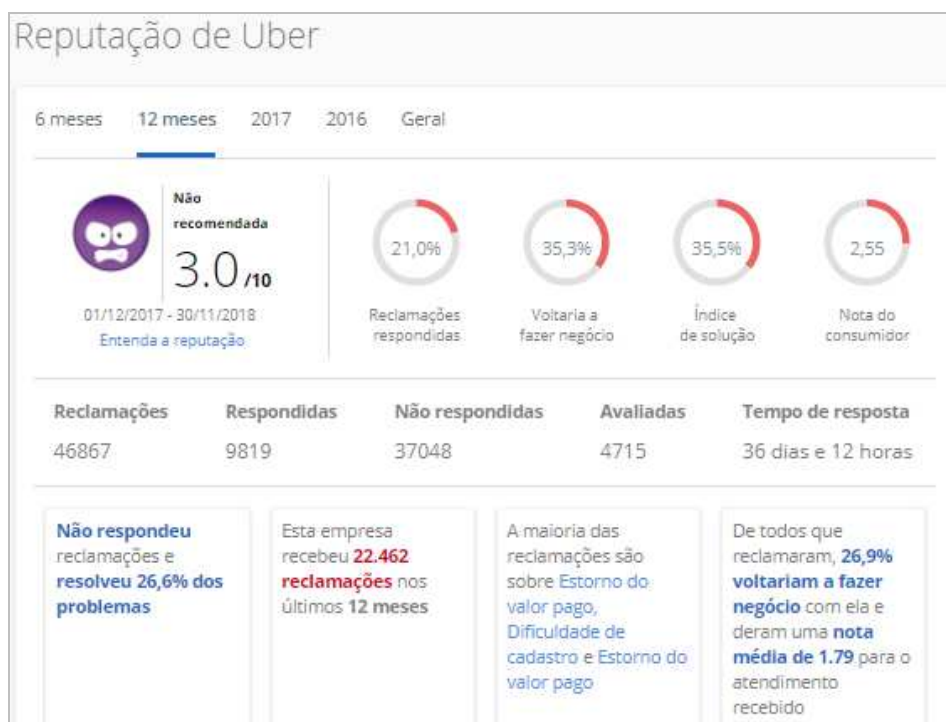 Reputação de Uber
6 meses 12 meses 2017 2016 Geral
Não
recomendada
3.0 /10
01/12/2017 - 30/11/2018
Entenda a reputação
21,0%
Reclamações
respondidas
35,3%
Voltaria a
fazer negócio
35,5%
Índice
de solução
2,55
Nota do
consumidor
Reclamações Respondidas Não respondidas Avaliadas Tempo de resposta
46867 9819 37048 4715 36 dias e 12 horas
Não respondeu
reclamações e
resolveu 26,6% dos
problemas
Esta empresa
recebeu 22.462
reclamações nos
últimos 12 meses
A maioria das
reclamações são
sobre Estorno do
valor pago,
Dificuldade de
cadastro e Estorno do
valor pago
De todos que
reclamaram, 26,9%
voltariam a fazer
negócio com ela e
deram uma nota
média de 1.79 para o
atendimento
recebido